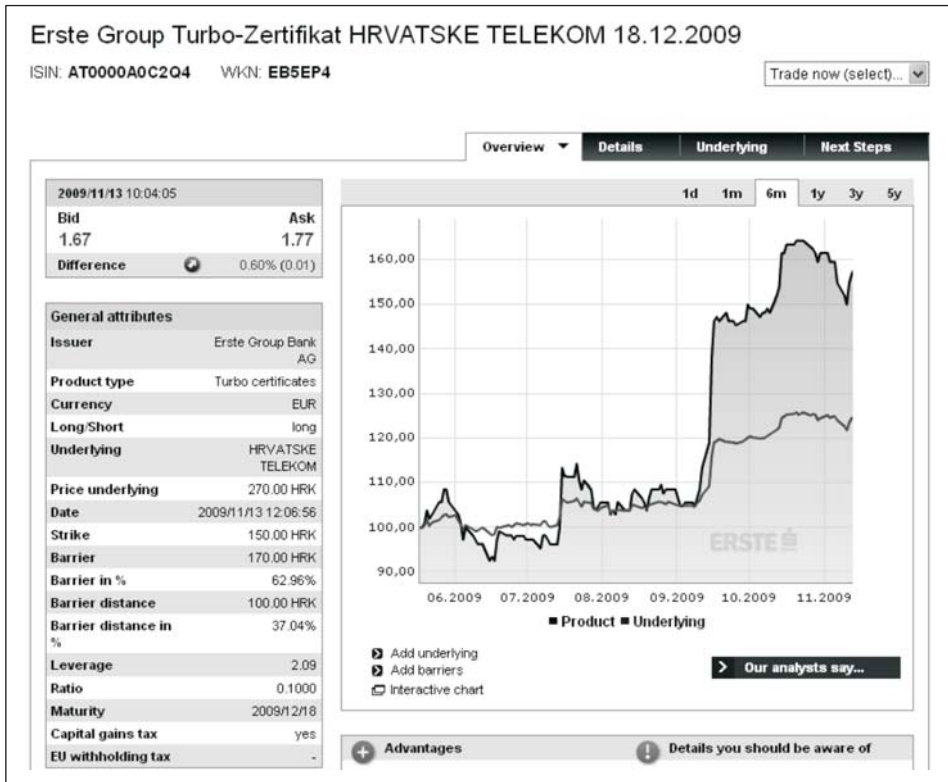 Erste Group Turbo-Zertifikat HRVATSKE TELEKOM 18.12.2009
ISIN: AT0000A0C2Q4 WKN: EB5EP4
Trade now (select)...
Overview Details Underlying Next Steps
2009/11/13 10:04:05
Bid Ask
1.67 1.77
Difference 0.60% (0.01)
General attributes
Issuer Erste Group Bank
AG
Product type Turbo certificates
Currency EUR
Long/Short long
Underlying HRVATSKE
TELEKOM
Price underlying 270.00 HRK
Date 2009/11/13 12:06:56
Strike 150.00 HRK
Barrier 170.00 HRK
Barrier in % 62.96%
Barrier distance 100.00 HRK
Barrier distance in 37.04%
%
Leverage 2.09
Ratio 0.1000
Maturity 2009/12/18
Capital gains tax yes
EU withholding tax -
1d 1m 6m 1y 3y 5y
160,00
150,00
140,00
130,00
120,00
110,00
100,00
90,00
ERSTE
06.2009 07.2009 08.2009 09.2009 10.2009 11.2009
Product Underlying
Add underlying
Add barriers
Interactive chart
Our analysts say...
Advantages Details you should be aware of